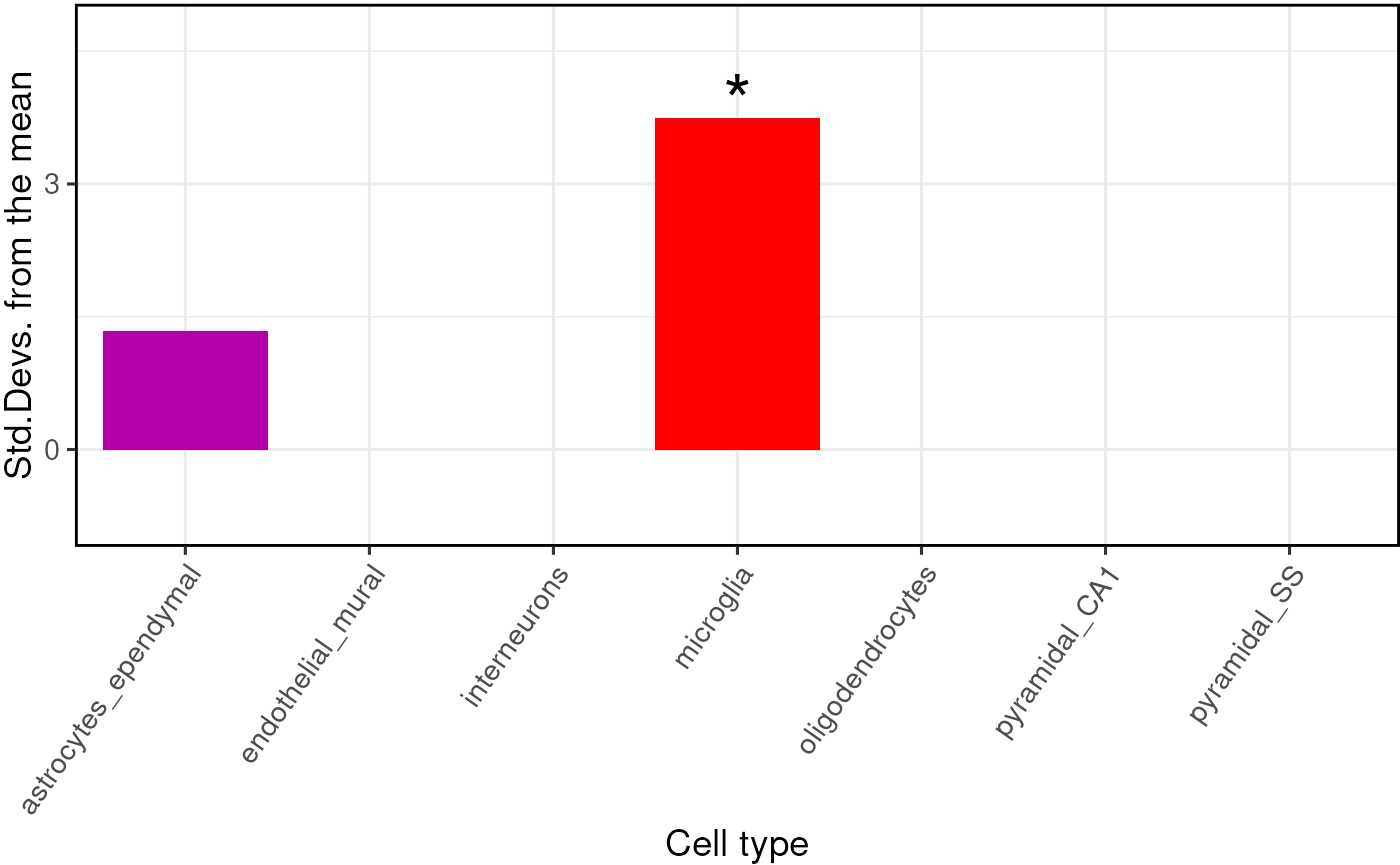 Std.Devs. from the mean
3
0
*
astrocytes_ependymal
endothelial_mural
interneurons
microglia
oligodendrocytes
pyramidal_CA1
pyramidal_SS
Cell type